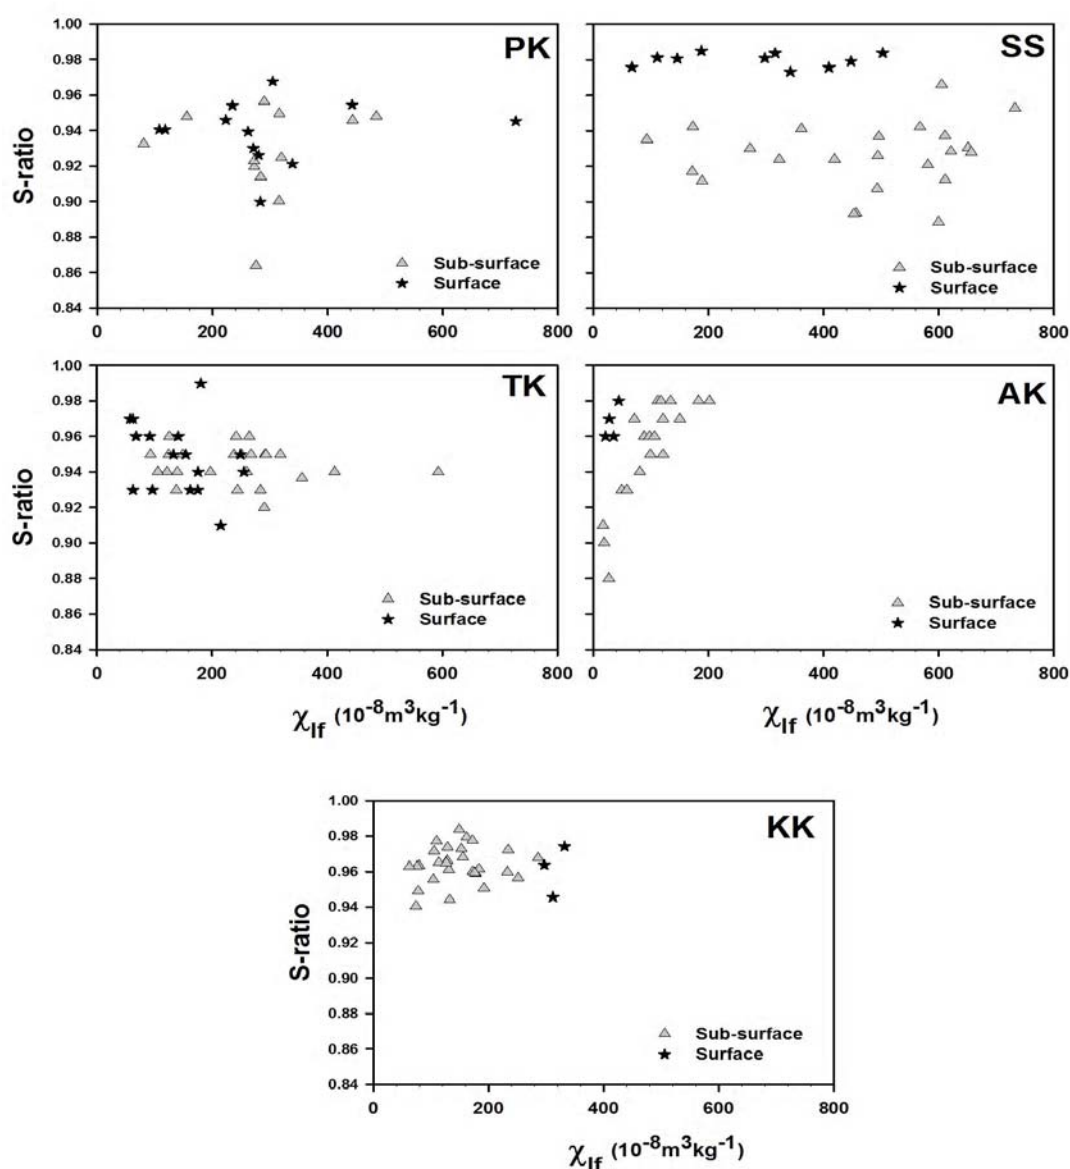 PK
S-ratio
1.00
0.98
0.96
0.94
0.92
0.90
0.88
0.86
0.84
Sub-surface
Surface
0 200 400 600 800
SS
Sub-surface
Surface
0 200 400 600 800
TK
S-ratio
1.00
0.98
0.96
0.94
0.92
0.90
0.88
0.86
0.84
Sub-surface
Surface
0 200 400 600 800
χlf (10-8m3kg-1)
AK
Sub-surface
Surface
0 200 400 600 800
χlf (10-8m3kg-1)
KK
S-ratio
1.00
0.98
0.96
0.94
0.92
0.90
0.88
0.86
0.84
Sub-surface
Surface
0 200 400 600 800
χlf (10-8m3kg-1)